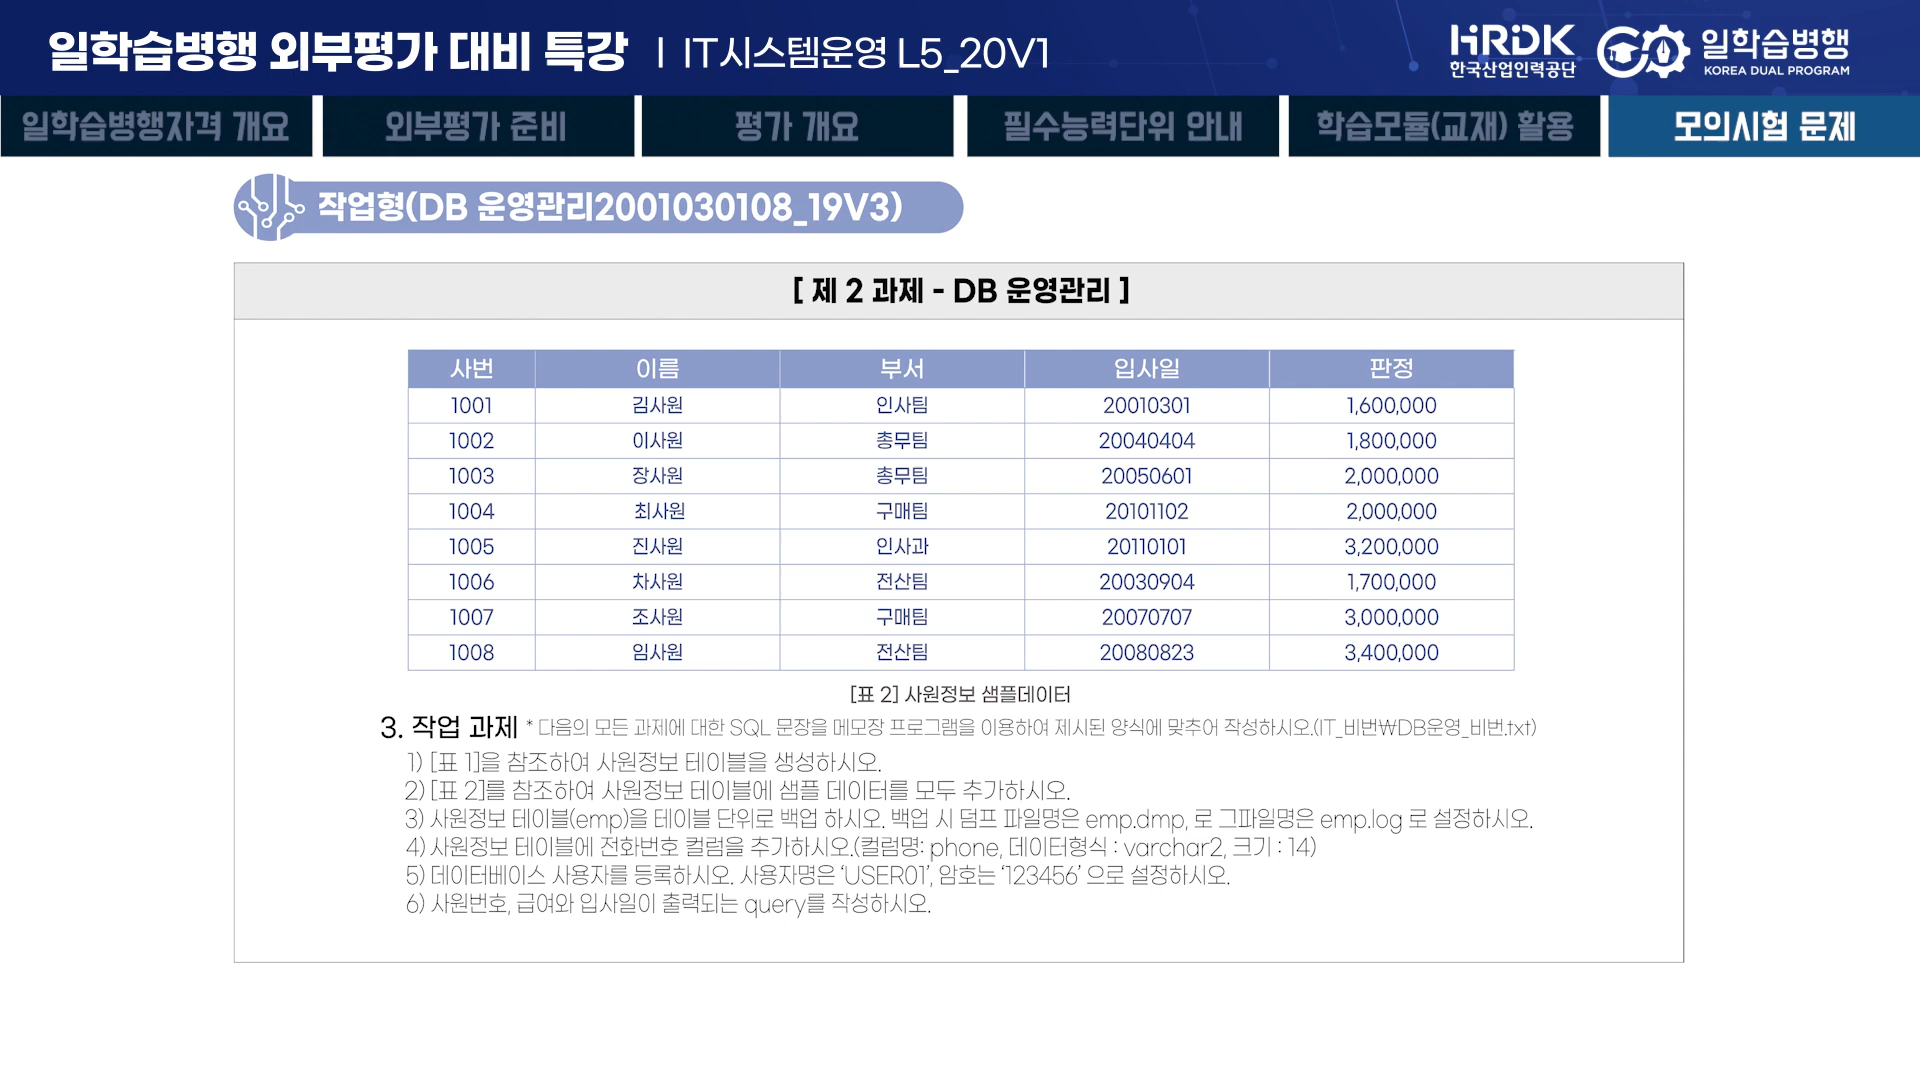 일학습병행 외부평가 대비 특강 | IT시스템운영 L5_20V1
HRDK 한국산업인력공단
일학습병행 KOREA DUAL PROGRAM
일학습병행자격 개요 외부평가 준비 평가 개요 필수능력단위 안내 학습모듈(교재) 활용 모의시험 문제
작업형(DB 운영관리2001030108_19V3)
[ 제 2 과제 - DB 운영관리 ]
사번 이름 부서 입사일 판정
1001 김사원 인사팀 20010301 1,600,000
1002 이사원 총무팀 20040404 1,800,000
1003 장사원 총무팀 20050601 2,000,000
1004 최사원 구매팀 20101102 2,000,000
1005 진사원 인사과 20110101 3,200,000
1006 차사원 전산팀 20030904 1,700,000
1007 조사원 구매팀 20070707 3,000,000
1008 임사원 전산팀 20080823 3,400,000
[표 2] 사원정보 샘플데이터
3. 작업 과제 * 다음의 모든 과제에 대한 SQL 문장을 메모장 프로그램을 이용하여 제시된 양식에 맞추어 작성하시오.(IT_비번₩DB운영_비번.txt)
1) [표 1]을 참조하여 사원정보 테이블을 생성하시오.
2) [표 2]를 참조하여 사원정보 테이블에 샘플 데이터를 모두 추가하시오.
3) 사원정보 테이블(emp)을 테이블 단위로 백업 하시오. 백업 시 덤프 파일명은 emp.dmp, 로 그파일명은 emp.log 로 설정하시오.
4) 사원정보 테이블에 전화번호 컬럼을 추가하시오.(컬럼명: phone, 데이터형식 : varchar2, 크기 : 14)
5) 데이터베이스 사용자를 등록하시오. 사용자명은 ‘USER01’, 암호는 ‘123456’ 으로 설정하시오.
6) 사원번호, 급여와 입사일이 출력되는 query를 작성하시오.